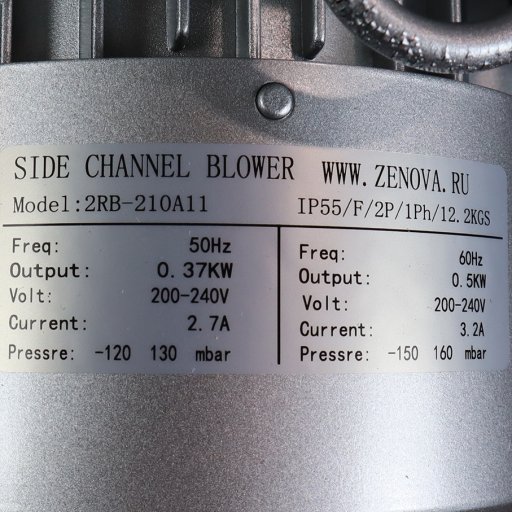 SIDE CHANNEL BLOWER WWW.ZENOVA.RU
Model:2RB-210A11 IP55/F/2P/1Ph/12.2KGS
Freq: 50Hz
Output: 0.37KW
Volt: 200-240V
Current: 2.7A
Pressre: -120 130 mbar
Freq: 60Hz
Output: 0.5KW
Volt: 200-240V
Current: 3.2A
Pressre: -150 160 mbar